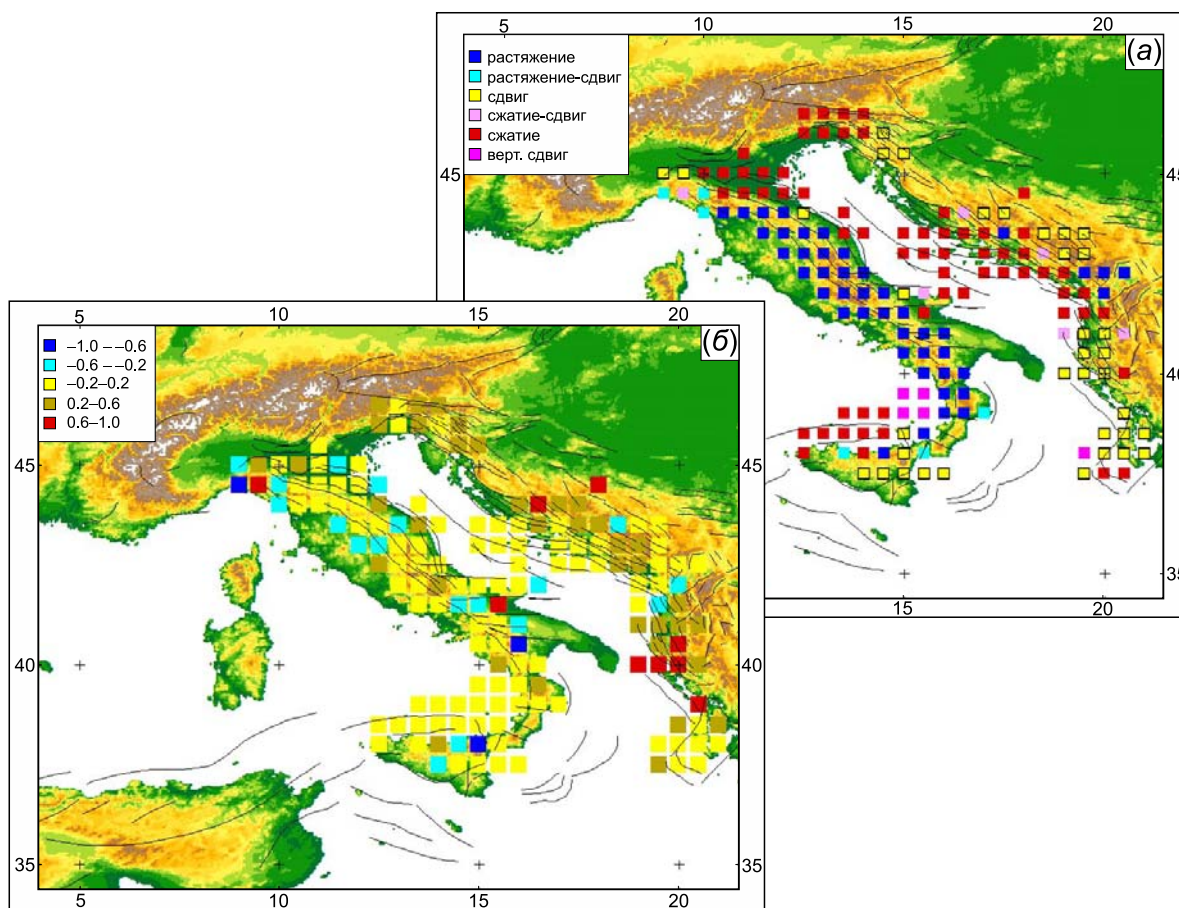 5 10 15 20
(а)
растяжение
растяжение-сдвиг
сдвиг
сжатие-сдвиг
сжатие
верт. сдвиг
45 45
40
35
15 20
5 10 15 20
(б)
–1.0 – –0.6
–0.6 – –0.2
–0.2–0.2
0.2–0.6
0.6–1.0
45 45
40 40
35 35
5 10 15 20